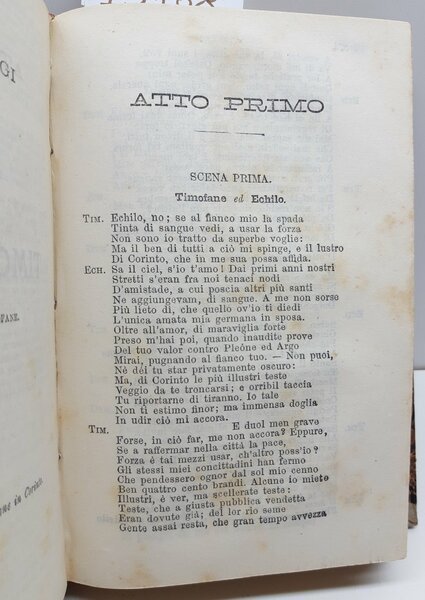 GI
ATTO PRIMO
SCENA PRIMA.
Timofane ed Echilo.
TIM. Echilo, no; se al fianco mio la spada
Tinta di sangue vedi, a usar la forza
Non sono io tratto da superbe voglie:
Ma il ben di tutti a ciò mi spinge, e il lustro
Di Corinto, che in me sua possa affida.
ECH. Sa il ciel, s'io t'amo! Dai primi anni nostri
Stretti s'eran fra noi tenaci nodi
D'amistade, a cui poscia altri più santi
Ne aggiungevam, di sangue. A me non sorse
Più lieto dì, che quello ov'io ti diedi
L'unica amata mia germana in sposa.
Oltre all'amor, di maraviglia forte
Preso m'hai poi, quando inaudite prove
Del tuo valor contro Pleóne ed Argo
Mirai, pugnando al fianco tuo. — Non puoi,
Nè dei tu star privatamente oscuro:
Ma, di Corinto le più illustri teste
Veggio da te troncarsi; e orribil taccia
Tu riportarne di tiranno. Io tale
Non ti estimo finor; ma immensa doglia
In udir ciò mi accora.
TIM. E duol men grave
Forse, in ciò far, me non accora? Eppure,
Se a raffermar nella città la pace,
Forza è tai mezzi usar, ch'altro poss'io?
Gli stessi miei concittadini han fermo
Che pendessero ognor dal sol mio cenno
Ben quattro cento brandi. Alcune io miete
Illustri, è ver, ma scellerate teste:
Teste, che a giusta pubblica vendetta
Eran dovute già; del lor rio seme
Gente assai resta, che gran tempo avvezza
FANE.
ne in Corinto.